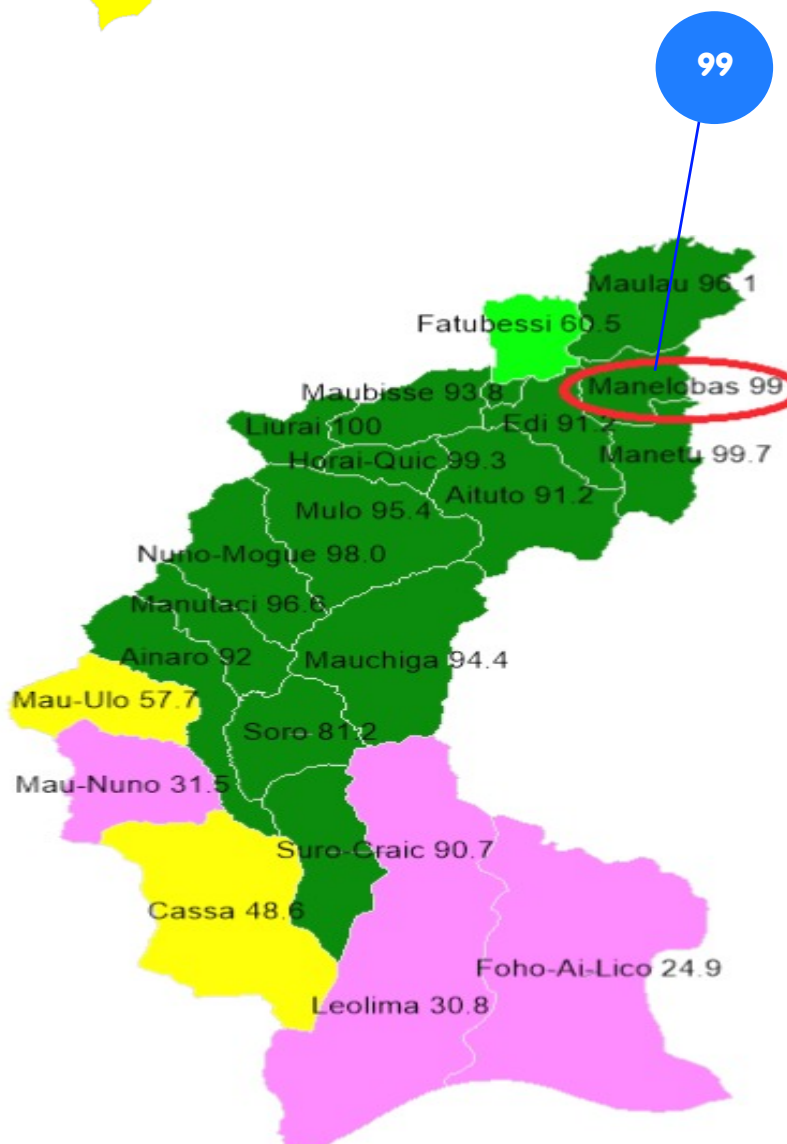 99
Maulau 96.1
Fatubessi 60.5
Manelobas 99
Maubisse 93.8
Edi 91.2
Liurai 100
Manetu 99.7
Horai-Quic 99.3
Aituto 91.2
Mulo 95.4
Nuno-Mogue 98.0
Manutaci 96.6
Ainaro 92
Mauchiga 94.4
Mau-Ulo 57.7
Soro 81.2
Mau-Nuno 31.5
Suro-Craic 90.7
Cassa 48.6
Foho-Ai-Lico 24.9
Leolima 30.8